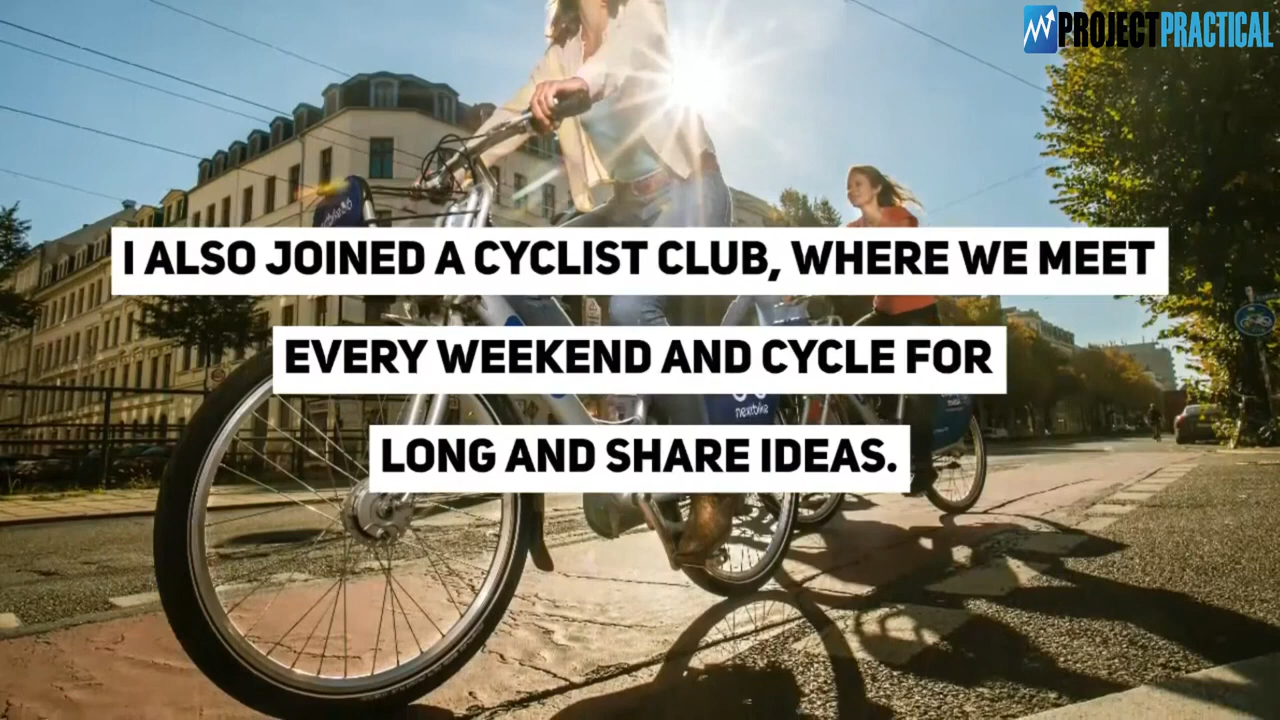 PROJECTPRACTICAL
I ALSO JOINED A CYCLIST CLUB, WHERE WE MEET
EVERY WEEKEND AND CYCLE FOR
LONG AND SHARE IDEAS.
nextbike